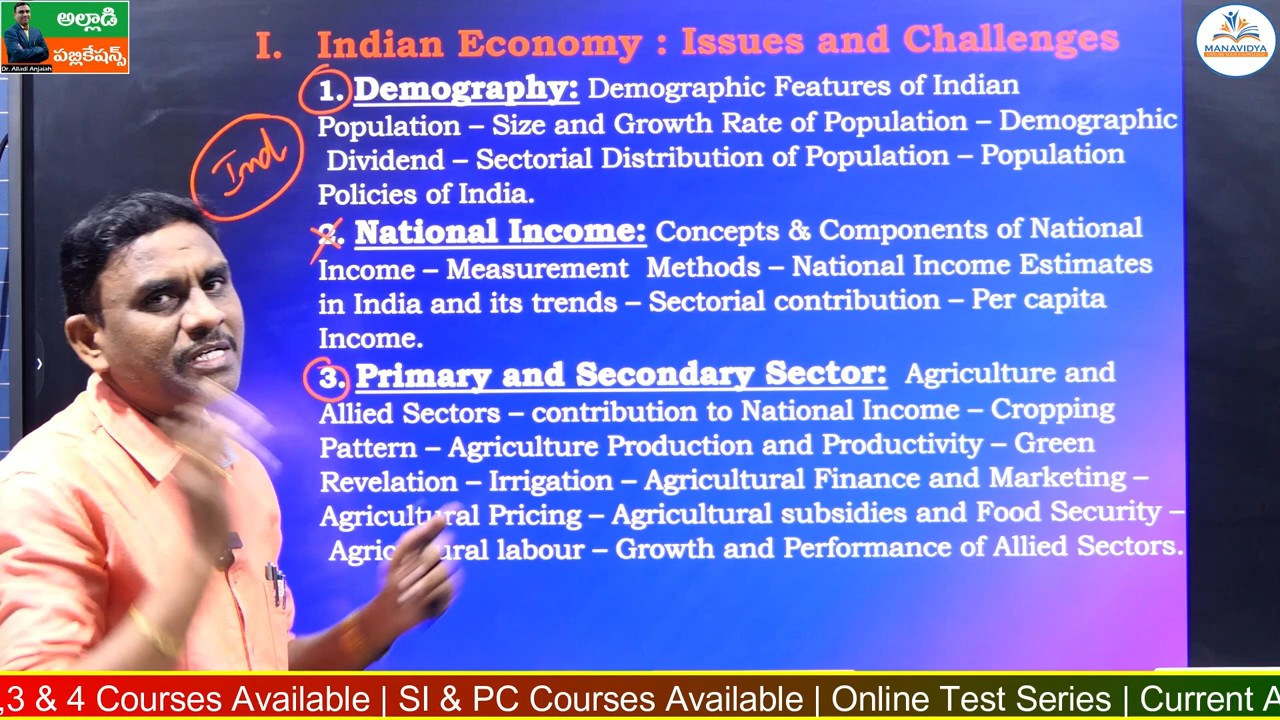 అల్లాడి
పబ్లికేషన్స్
Dr. Alladi Anjaiah
MANAVIDYA
I. Indian Economy : Issues and Challenges
1. Demography: Demographic Features of Indian
Population – Size and Growth Rate of Population – Demographic
Dividend – Sectorial Distribution of Population – Population
Policies of India.
Ind
2. National Income: Concepts & Components of National
Income – Measurement Methods – National Income Estimates
in India and its trends – Sectorial contribution – Per capita
Income.
3. Primary and Secondary Sector: Agriculture and
Allied Sectors – contribution to National Income – Cropping
Pattern – Agriculture Production and Productivity – Green
Revelation – Irrigation – Agricultural Finance and Marketing –
Agricultural Pricing – Agricultural subsidies and Food Security –
Agricultural labour – Growth and Performance of Allied Sectors.
,3 & 4 Courses Available | SI & PC Courses Available | Online Test Series | Current A